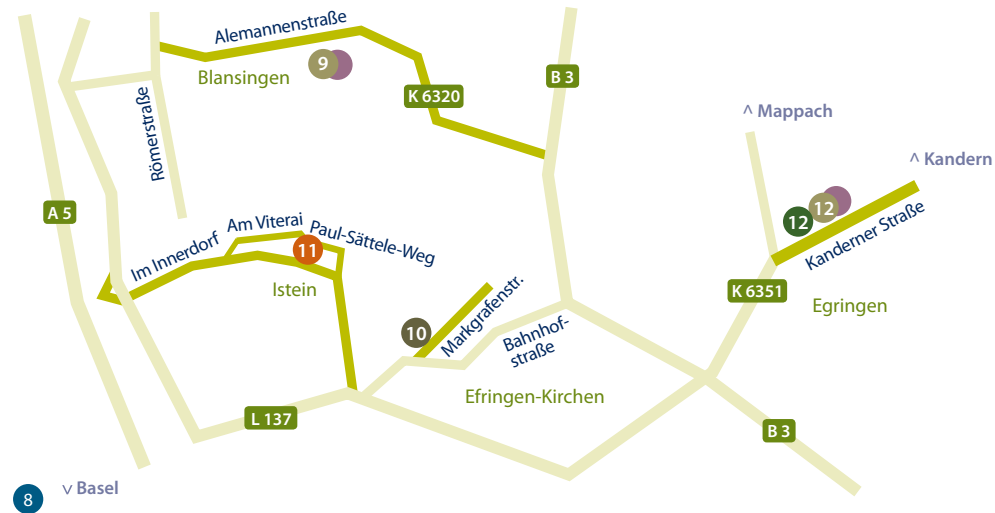 Alemannenstraße
9
Blansingen
K 6320
B 3
Römerstraße
^ Mappach
^ Kandern
A 5
12
12
Kanderner Straße
Im Innerdorf
Am Viterai
Paul-Sättele-Weg
11
Istein
K 6351
Egringen
10
Markgrafenstr.
Bahnhof-
straße
Efringen-Kirchen
L 137
B 3
8
v Basel